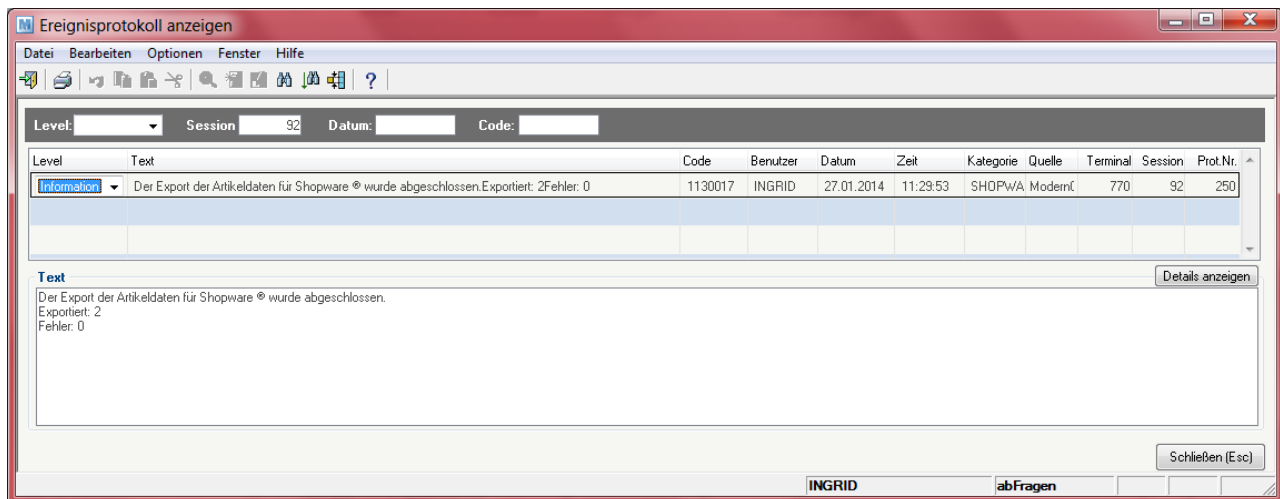 Ereignisprotokoll anzeigen
Datei Bearbeiten Optionen Fenster Hilfe
Level: Session 92 Datum: Code:
Level Text Code Benutzer Datum Zeit Kategorie Quelle Terminal Session Prot.Nr.
Information Der Export der Artikeldaten für Shopware ® wurde abgeschlossen.Exportiert: 2Fehler: 0 1130017 INGRID 27.01.2014 11:29:53 SHOPWA 770 92 250
Text Details anzeigen
Der Export der Artikeldaten für Shopware ® wurde abgeschlossen.
Exportiert: 2
Fehler: 0
Schließen (Esc)
INGRID abFragen